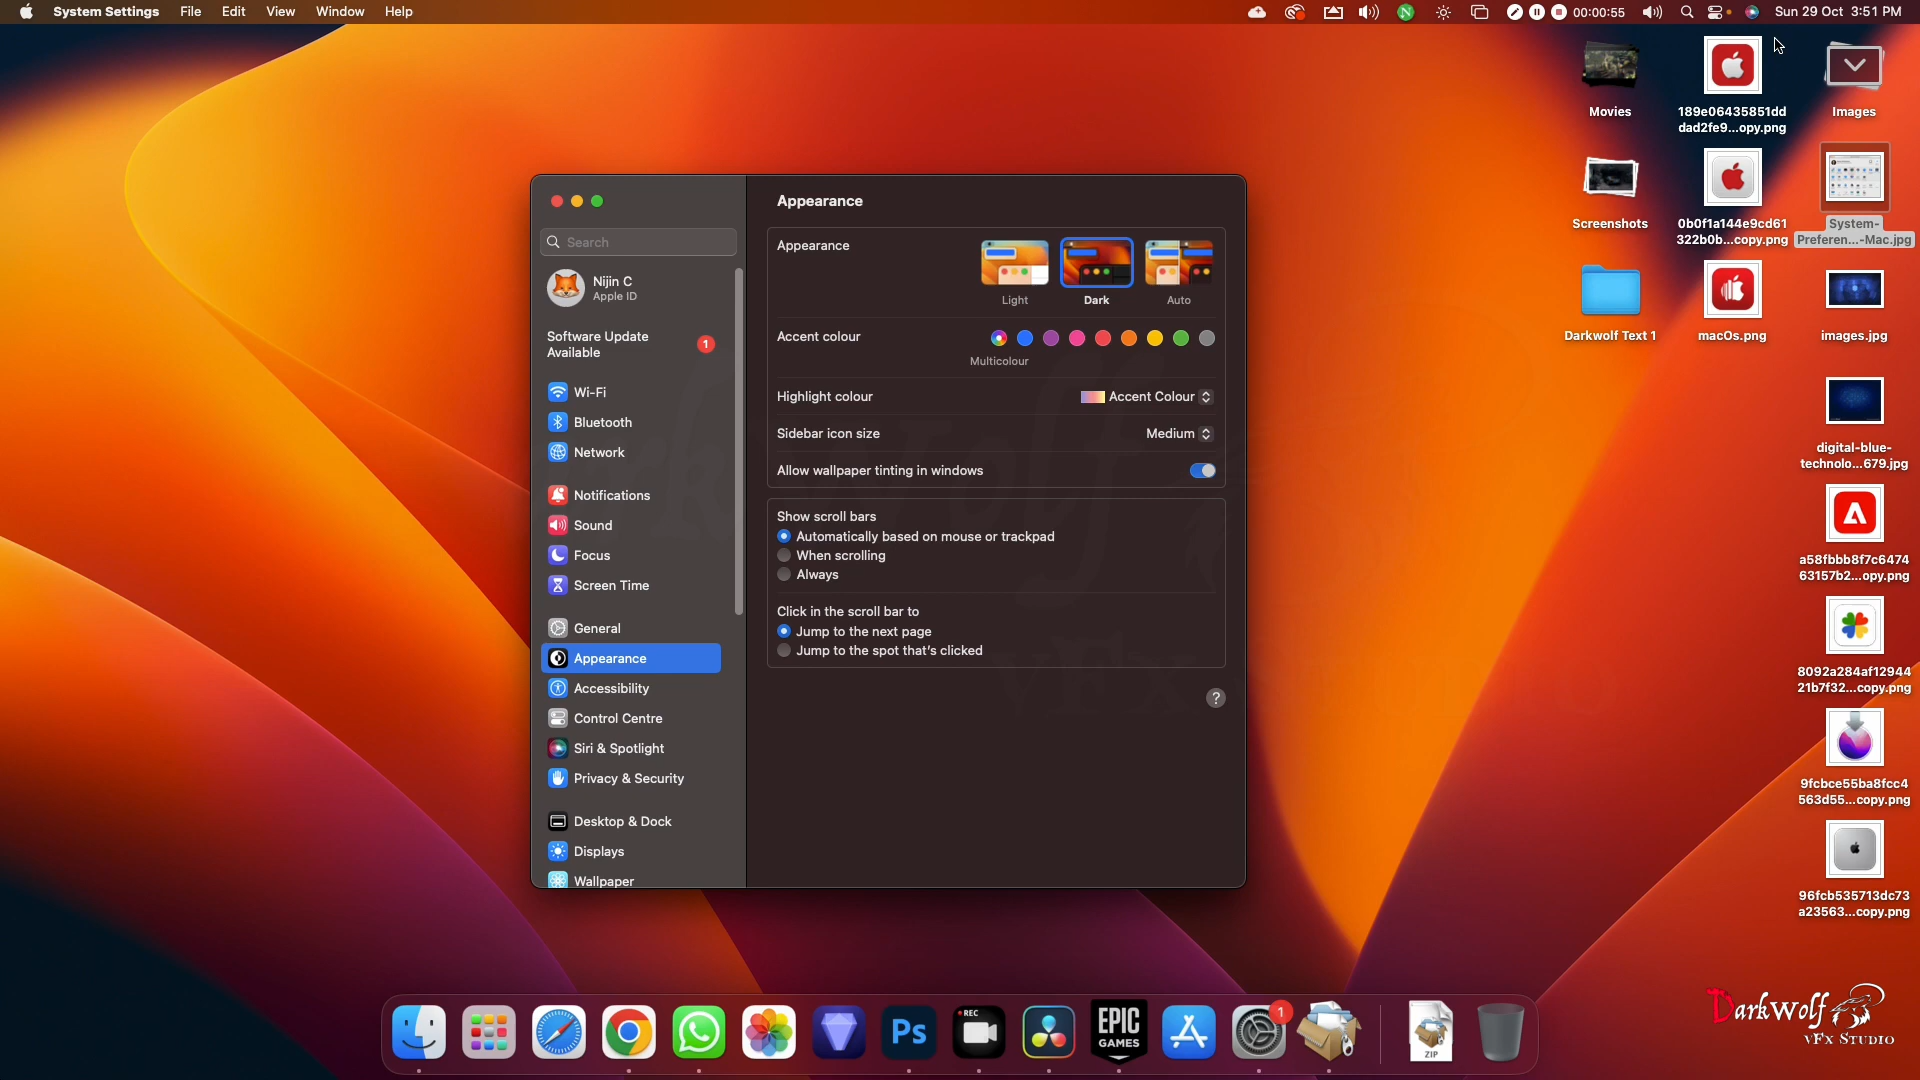 System Settings File Edit View Window Help
00:00:55 Sun 29 Oct 3:51 PM
Movies
189e06435851dd
dad2fe9...opy.png
Images
Screenshots
0b0f1a144e9cd61
322b0b...copy.png
System-
Preferen...-Mac.jpg
Darkwolf Text 1
macOs.png
images.jpg
digital-blue-
technolo...679.jpg
a58fbbb8f7c6474
63157b2...opy.png
8092a284af12944
21b7f32...copy.png
9fcbce55ba8fcc4
563d55...copy.png
96fcb535713dc73
a23563...copy.png
Search
Nijin C
Apple ID
Software Update
Available
1
Wi-Fi
Bluetooth
Network
Notifications
Sound
Focus
Screen Time
General
Appearance
Accessibility
Control Centre
Siri & Spotlight
Privacy & Security
Desktop & Dock
Displays
Wallpaper
Appearance
Appearance
Light Dark Auto
Accent colour
Multicolour
Highlight colour Accent Colour
Sidebar icon size Medium
Allow wallpaper tinting in windows
Show scroll bars
Automatically based on mouse or trackpad
When scrolling
Always
Click in the scroll bar to
Jump to the next page
Jump to the spot that's clicked
?
Ps
REC
EPIC
GAMES
1
ZIP
DarkWolf
VFx STUDIO